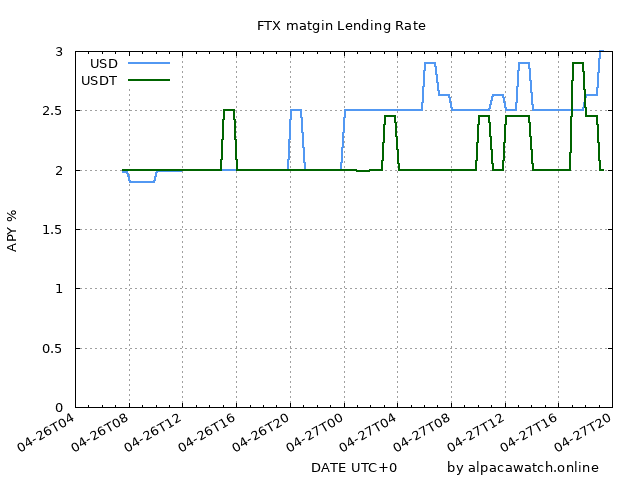 FTX matgin Lending Rate
USD
USDT
3
2.5
2
1.5
1
0.5
0
APY %
04-26T04
04-26T08
04-26T12
04-26T16
04-26T20
04-27T00
04-27T04
04-27T08
04-27T12
04-27T16
04-27T20
DATE UTC+0
by alpacawatch.online